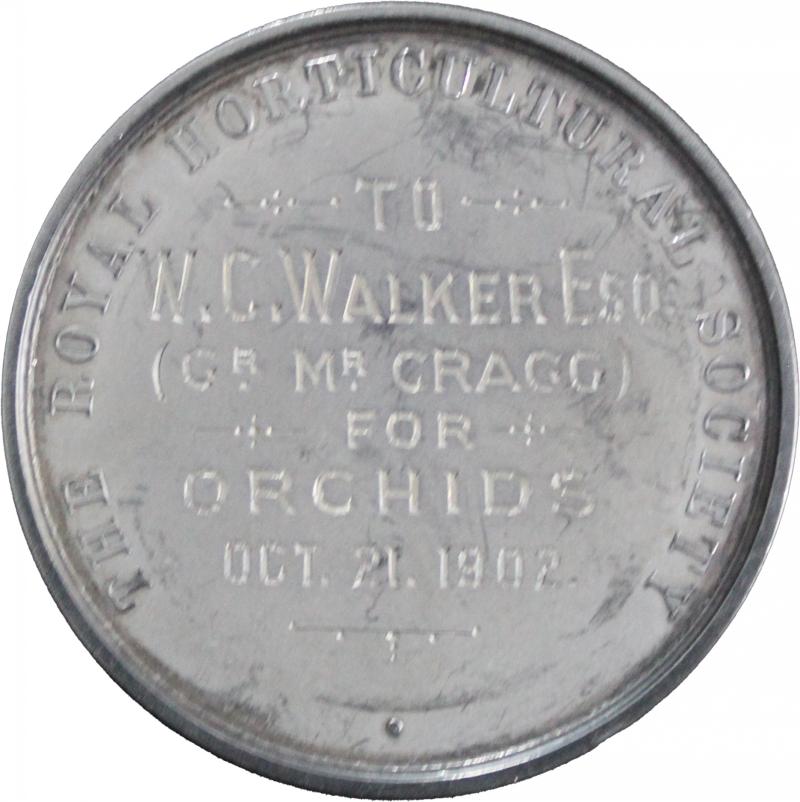 THE ROYAL HORTICULTURAL SOCIETY
TO
W.C. WALKER ESQ
(GR. MR. CRAGG)
FOR
ORCHIDS
OCT. 21. 1902.